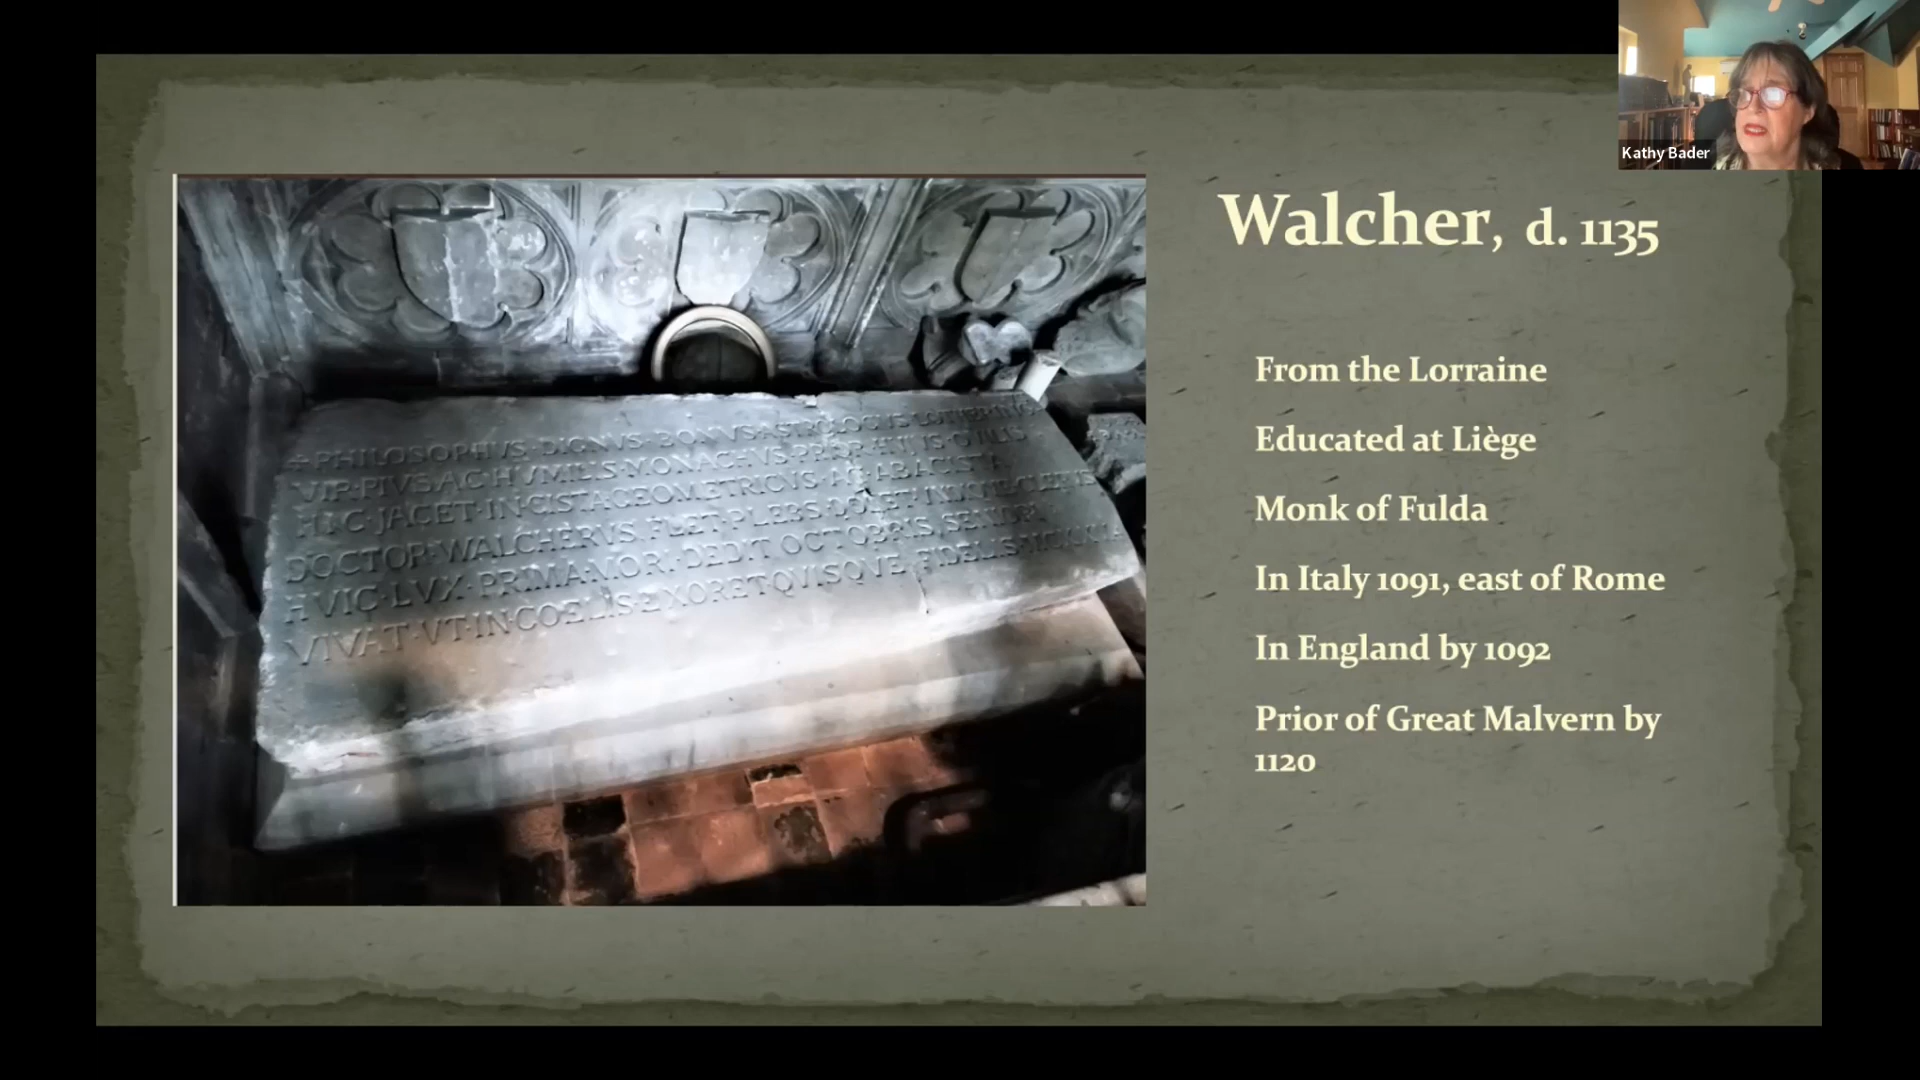 Kathy Bader
Walcher, d. 1135
From the Lorraine
Educated at Liège
Monk of Fulda
In Italy 1091, east of Rome
In England by 1092
Prior of Great Malvern by
1120
PHILOSOPHVS·DIGNVS·BONVS·ASTROLOGVS·LOTHERINGVS
VIR·PIVS·AC·HVMILIS·MONACHVS·PRIOR·HVIVS·OVILIS
HIC·JACET·IN·CISTA·GEOMETRICVS·AC·ABACISTA
DOCTOR·WALCHERVS·FLET·PLEBS·DOLET·VNDIQVE·CLERVS
HVIC·LVX·PRIMA·MORI·DEDIT·OCTOBRIS·SENIORI
VIVAT·VT·IN·COELIS·EXORET·QVISQVE·FIDELIS